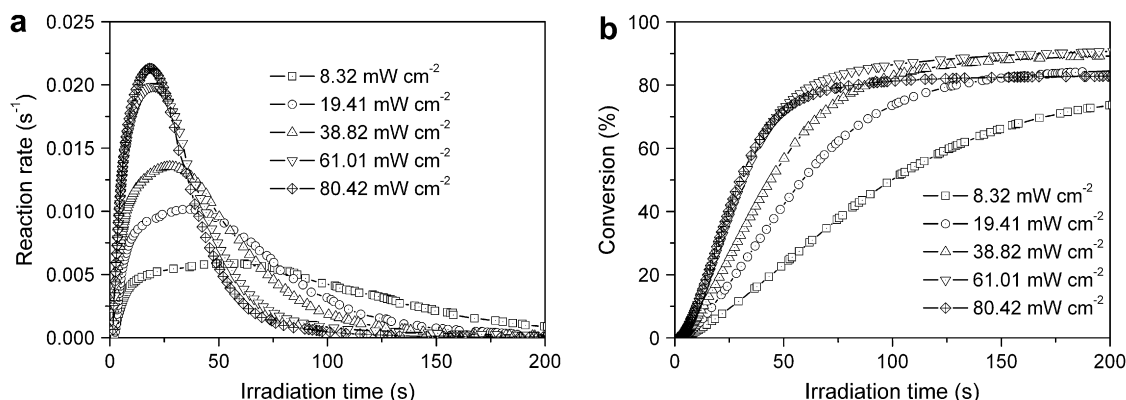 a
0.025
0.020
0.015
0.010
0.005
0.000
Reaction rate (s⁻¹)
8.32 mW cm⁻²
19.41 mW cm⁻²
38.82 mW cm⁻²
61.01 mW cm⁻²
80.42 mW cm⁻²
0 50 100 150 200
Irradiation time (s)
b
100
80
60
40
20
0
Conversion (%)
8.32 mW cm⁻²
19.41 mW cm⁻²
38.82 mW cm⁻²
61.01 mW cm⁻²
80.42 mW cm⁻²
0 50 100 150 200
Irradiation time (s)